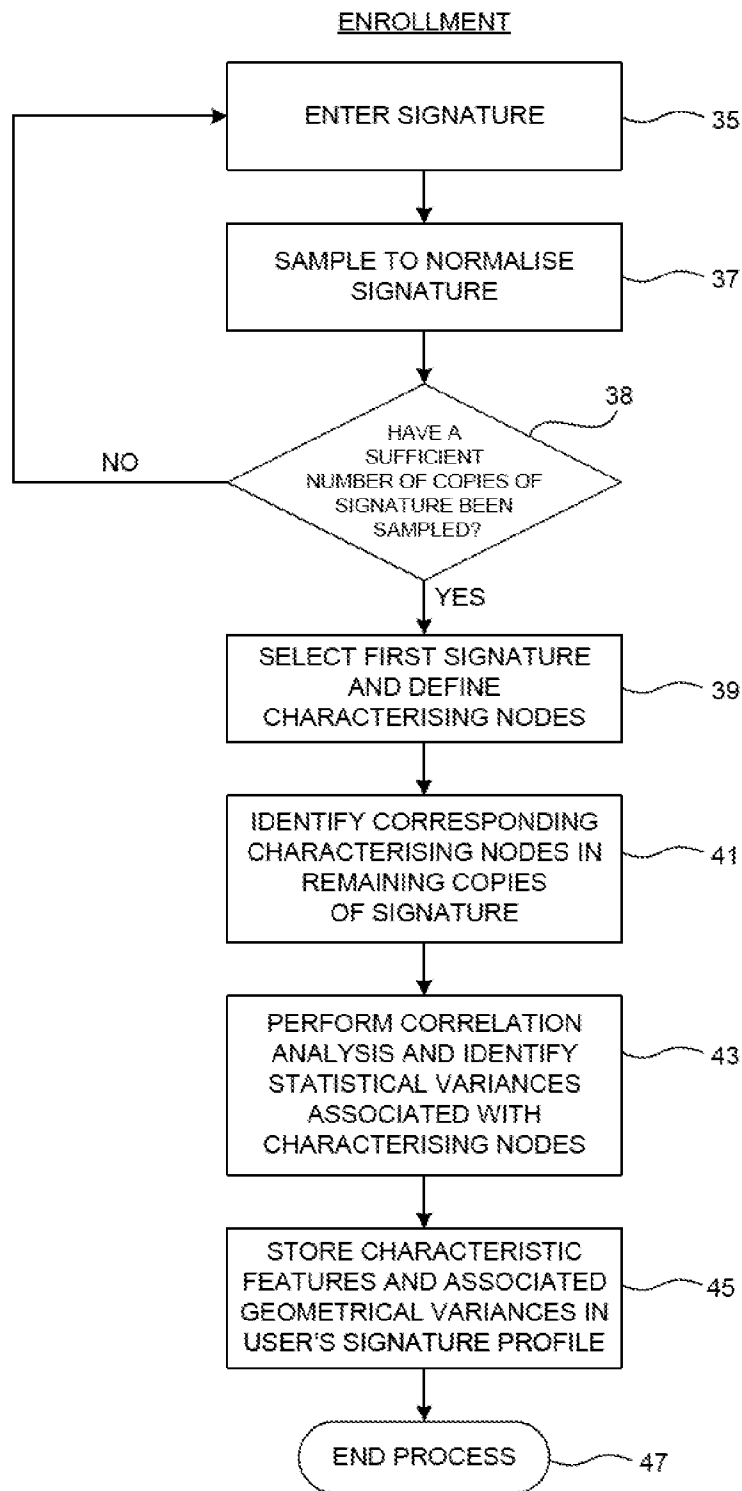 ENROLLMENT
ENTER SIGNATURE
35
SAMPLE TO NORMALISE
SIGNATURE
37
38
HAVE A
SUFFICIENT
NUMBER OF COPIES OF
SIGNATURE BEEN
SAMPLED?
NO
YES
SELECT FIRST SIGNATURE
AND DEFINE
CHARACTERISING NODES
39
IDENTIFY CORRESPONDING
CHARACTERISING NODES IN
REMAINING COPIES
OF SIGNATURE
41
PERFORM CORRELATION
ANALYSIS AND IDENTIFY
STATISTICAL VARIANCES
ASSOCIATED WITH
CHARACTERISING NODES
43
STORE CHARACTERISTIC
FEATURES AND ASSOCIATED
GEOMETRICAL VARIANCES IN
USER'S SIGNATURE PROFILE
45
END PROCESS
47